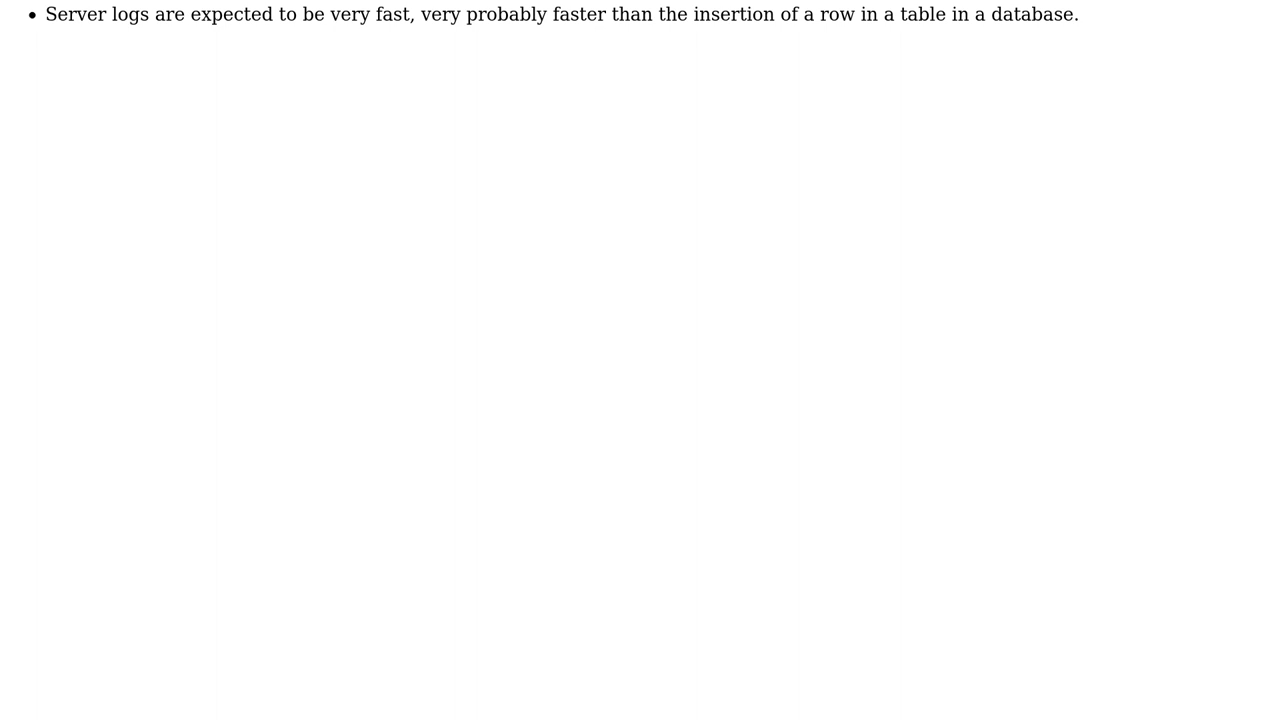 • Server logs are expected to be very fast, very probably faster than the insertion of a row in a table in a database.